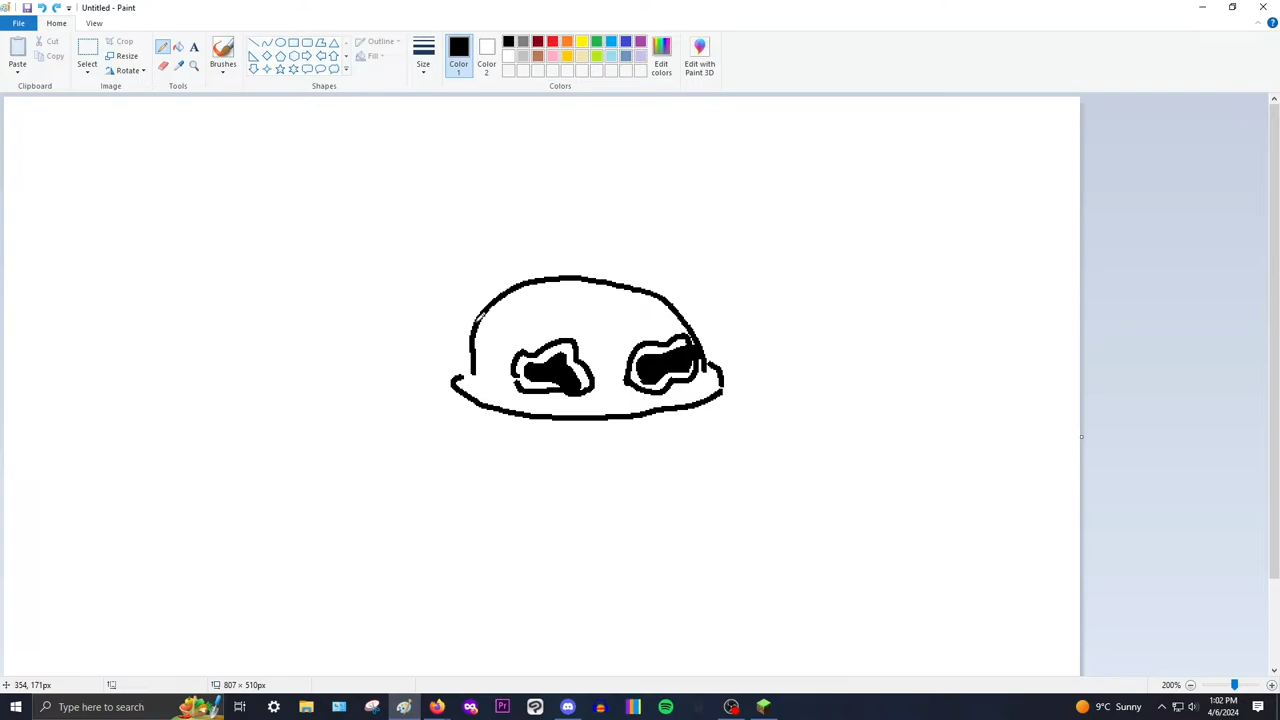 Untitled - Paint
File Home View
Paste
Cut
Copy
Clipboard
Select
Crop
Resize
Rotate
Image
A
Tools
Brushes
Shapes
Outline
Fill
Size
Color 1
Color 2
Edit colors
Edit with Paint 3D
Colors
354, 171px
807 × 510px
200%
Type here to search
Pr
9°C Sunny
1:02 PM
4/6/2024